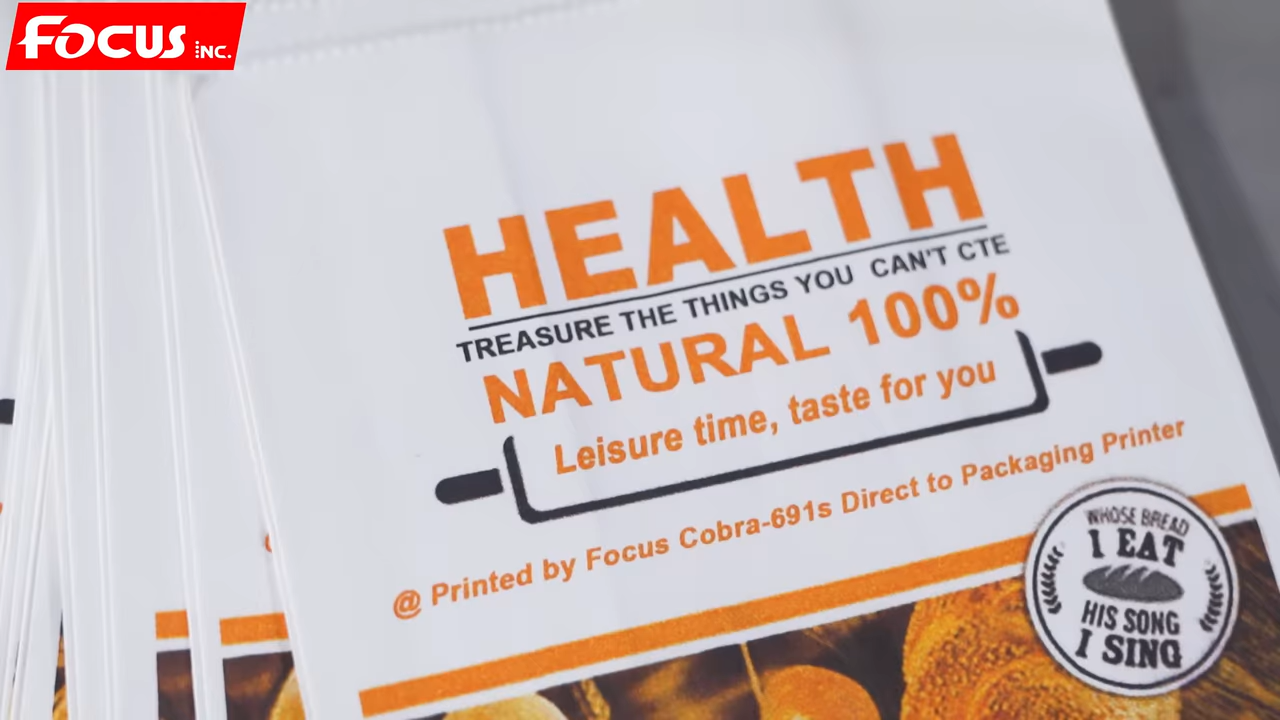 FOCUS INC.
HEALTH
TREASURE THE THINGS YOU CAN'T CTE
NATURAL 100%
Leisure time, taste for you
@ Printed by Focus Cobra-691s Direct to Packaging Printer
WHOSE BREAD
I EAT
HIS SONG
I SING